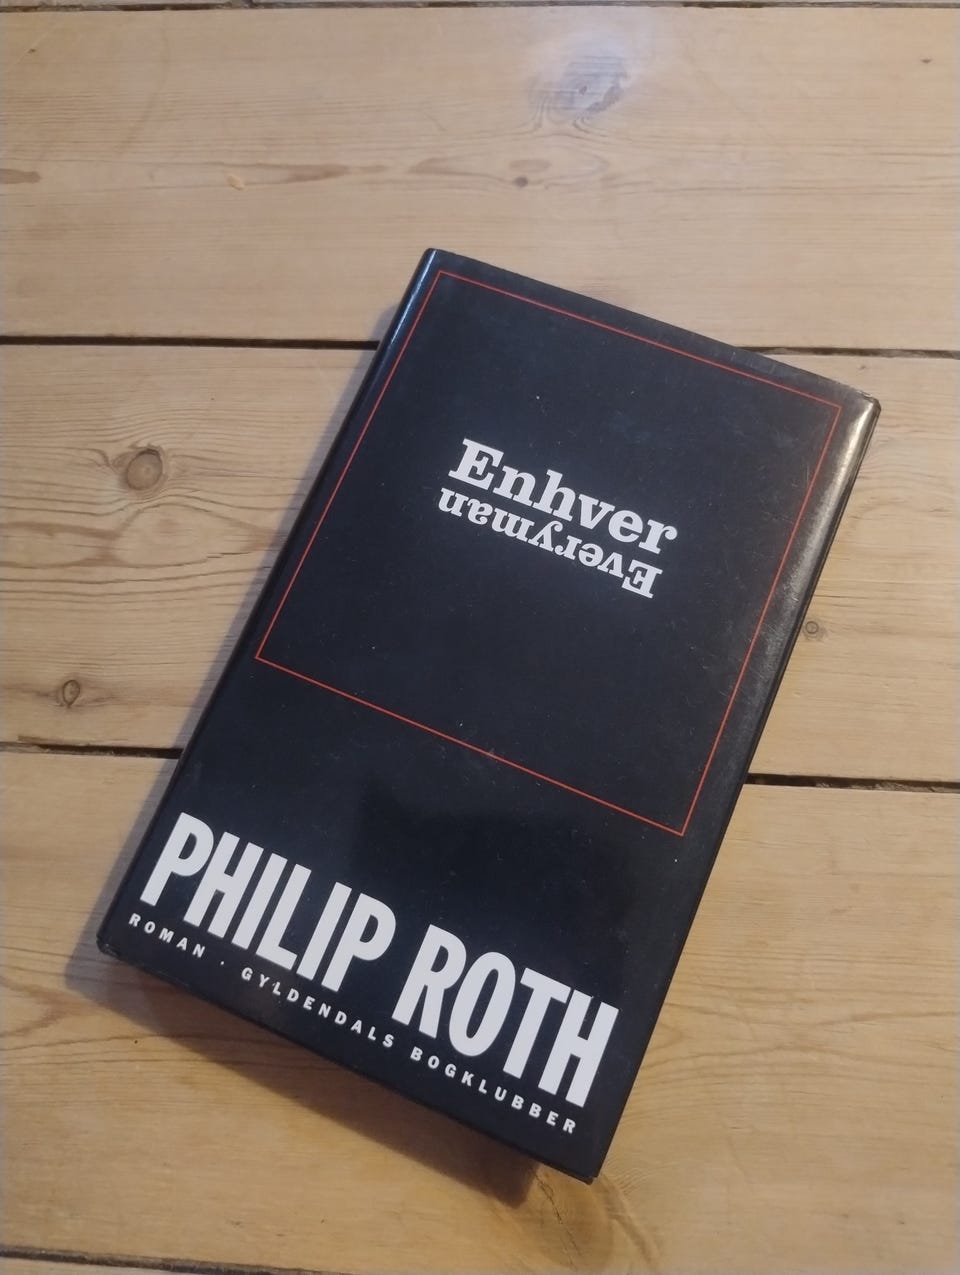 Enhver
Everyman
PHILIP ROTH
ROMAN · GYLDENDALS BOGKLUBBER